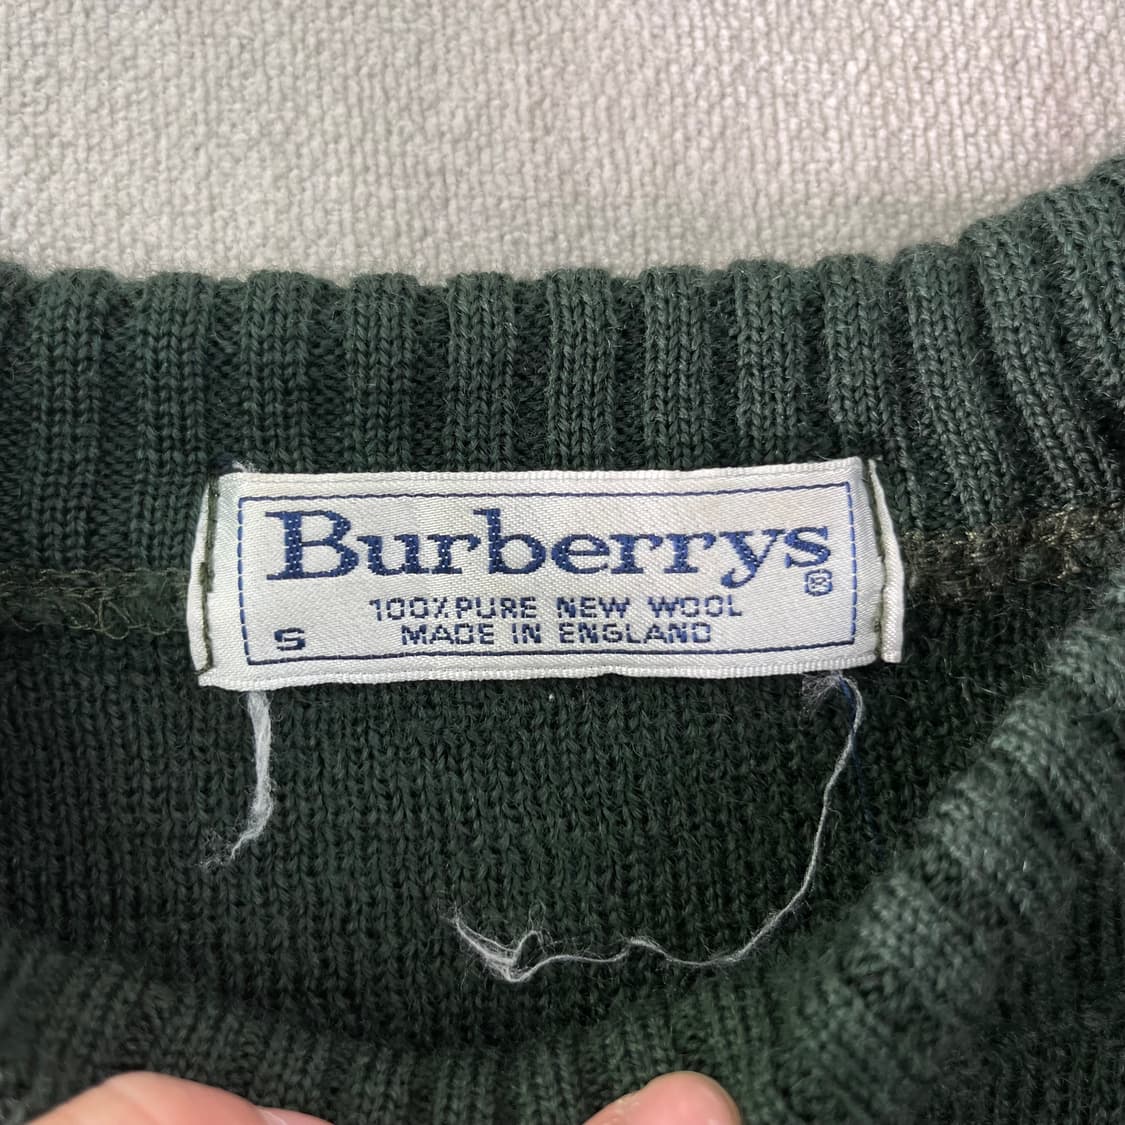 Burberrys®
100% PURE NEW WOOL
S MADE IN ENGLAND